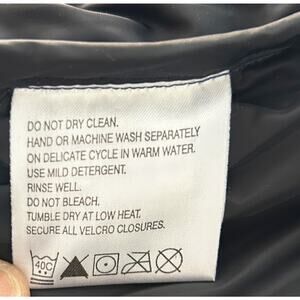 DO NOT DRY CLEAN.
HAND OR MACHINE WASH SEPARATELY
ON DELICATE CYCLE IN WARM WATER.
USE MILD DETERGENT.
RINSE WELL.
DO NOT BLEACH.
TUMBLE DRY AT LOW HEAT.
SECURE ALL VELCRO CLOSURES.
40C